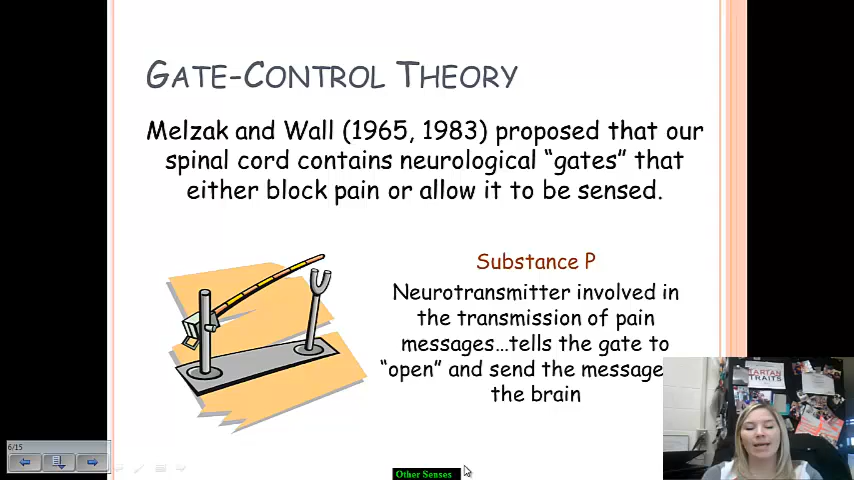 GATE-CONTROL THEORY
Melzak and Wall (1965, 1983) proposed that our
spinal cord contains neurological “gates” that
either block pain or allow it to be sensed.
Substance P
Neurotransmitter involved in
the transmission of pain
messages...tells the gate to
“open” and send the message
the brain
TARTAN
TRAITS
6/15
Other Senses